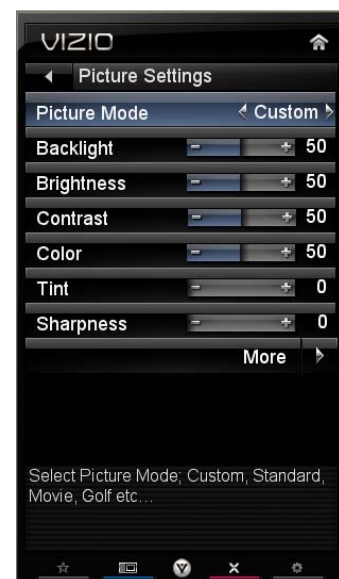 VIZIO
Picture Settings
Picture Mode Custom
Backlight - + 50
Brightness - + 50
Contrast - + 50
Color - + 50
Tint - + 0
Sharpness - + 0
More
Select Picture Mode; Custom, Standard,
Movie, Golf etc...